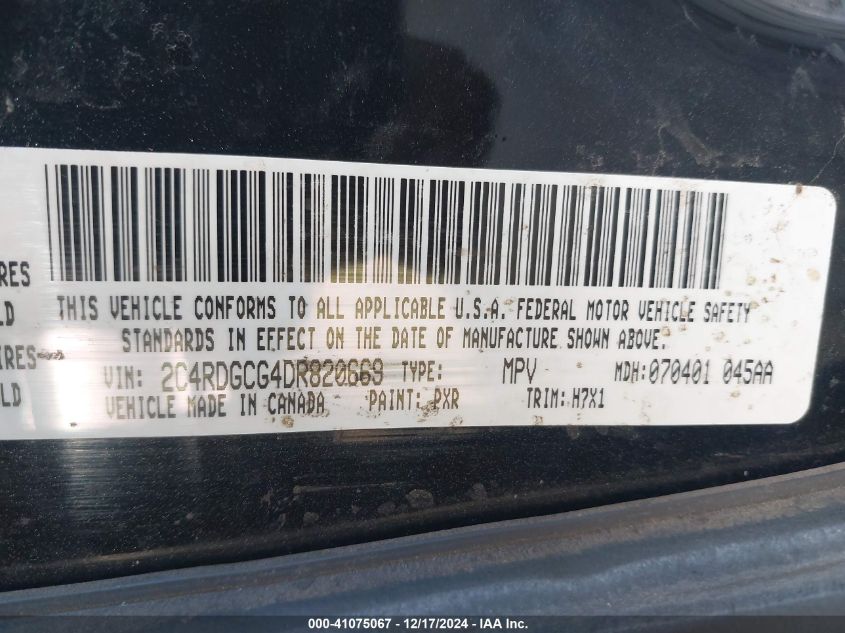 IRES
LD THIS VEHICLE CONFORMS TO ALL APPLICABLE U.S.A. FEDERAL MOTOR VEHICLE SAFETY
STANDARDS IN EFFECT ON THE DATE OF MANUFACTURE SHOWN ABOVE.
IRES VIN: 2C4RDGCG4DR820669 TYPE: MPV MDH: 070401 045AA
LD VEHICLE MADE IN CANADA PAINT: PXR TRIM: H7X1
000-41075067 - 12/17/2024 - IAA Inc.